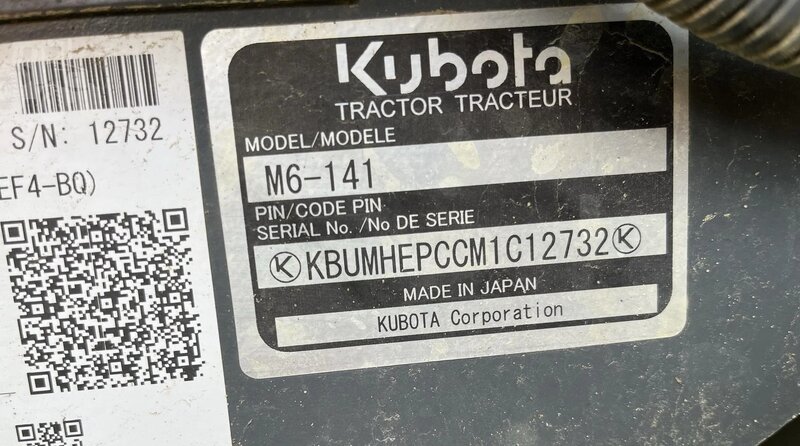 S/N: 12732
EF4-BQ)
Kubota
TRACTOR TRACTEUR
MODEL/MODELE
M6-141
PIN/CODE PIN
SERIAL No. /No DE SERIE
KBUMHEPCCM1C12732
MADE IN JAPAN
KUBOTA Corporation